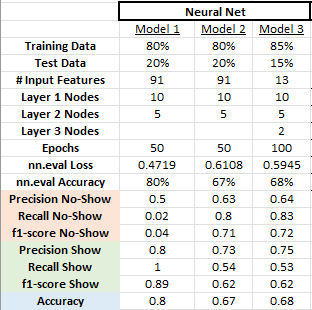 Neural Net
Model 1 Model 2 Model 3
Training Data 80% 80% 85%
Test Data 20% 20% 15%
# Input Features 91 91 13
Layer 1 Nodes 10 10 10
Layer 2 Nodes 5 5 5
Layer 3 Nodes 2
Epochs 50 50 100
nn.eval Loss 0.4719 0.6108 0.5945
nn.eval Accuracy 80% 67% 68%
Precision No-Show 0.5 0.63 0.64
Recall No-Show 0.02 0.8 0.83
f1-score No-Show 0.04 0.71 0.72
Precision Show 0.8 0.73 0.75
Recall Show 1 0.54 0.53
f1-score Show 0.89 0.62 0.62
Accuracy 0.8 0.67 0.68